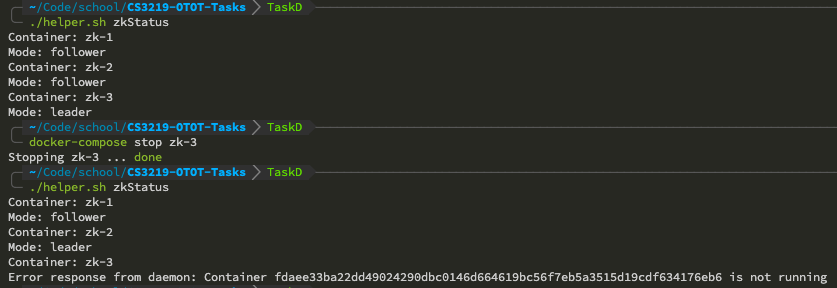 ~/Code/school/CS3219-OTOT-Tasks > TaskD
./helper.sh zkStatus
Container: zk-1
Mode: follower
Container: zk-2
Mode: follower
Container: zk-3
Mode: leader
~/Code/school/CS3219-OTOT-Tasks > TaskD
docker-compose stop zk-3
Stopping zk-3 ... done
~/Code/school/CS3219-OTOT-Tasks > TaskD
./helper.sh zkStatus
Container: zk-1
Mode: follower
Container: zk-2
Mode: leader
Container: zk-3
Error response from daemon: Container fdaee33ba22dd49024290dbc0146d664619bc56f7eb5a3515d19cdf634176eb6 is not running